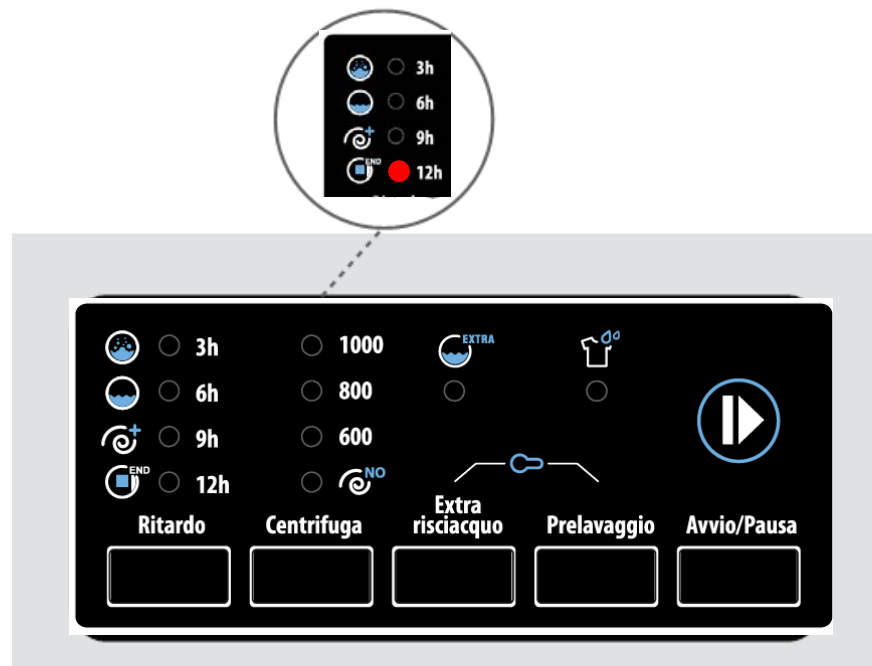 3h
6h
9h
END
12h
3h
6h
9h
END
12h
1000
800
600
NO
EXTRA
Ritardo
Centrifuga
Extra
risciacquo
Prelavaggio
Avvio/Pausa